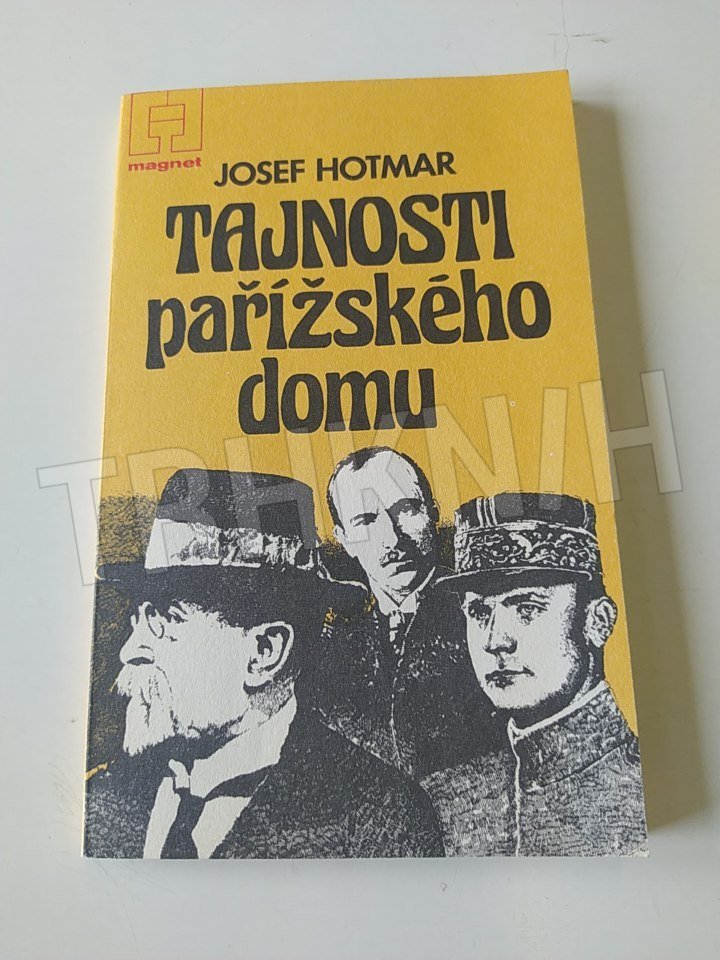 magnet
JOSEF HOTMAR
TAJNOSTI
pařížského
domu
TRHKNIH